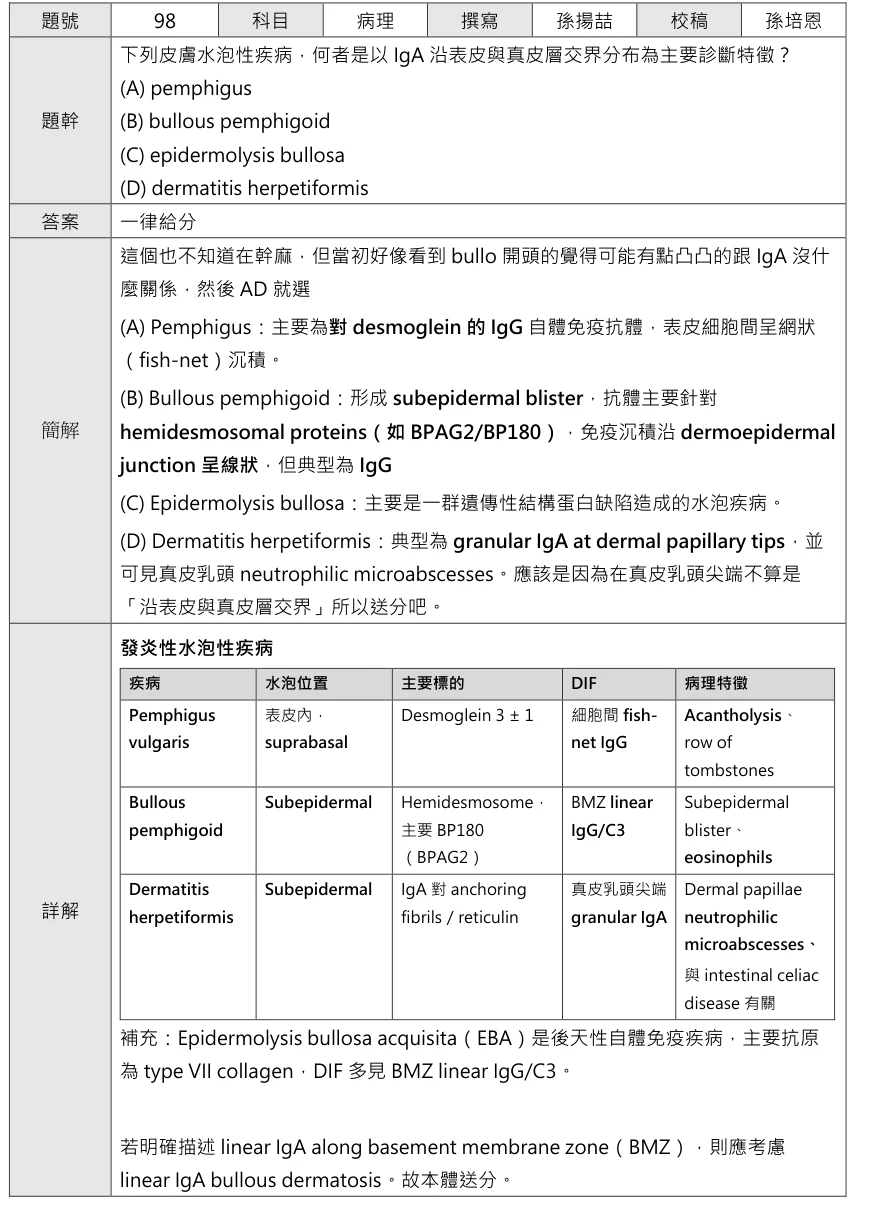 題號 98 科目 病理 撰寫 孫揚喆 校稿 孫培恩
題幹
下列皮膚水泡性疾病，何者是以 IgA 沿表皮與真皮層交界分布為主要診斷特徵？
(A) pemphigus
(B) bullous pemphigoid
(C) epidermolysis bullosa
(D) dermatitis herpetiformis
答案 一律給分
簡解
這個也不知道在幹麻，但當初好像看到 bullo 開頭的覺得可能有點凸凸的跟 IgA 沒什
麼關係，然後 AD 就選
(A) Pemphigus：主要為對 desmoglein 的 IgG 自體免疫抗體，表皮細胞間呈網狀
（fish-net）沉積。
(B) Bullous pemphigoid：形成 subepidermal blister，抗體主要針對
hemidesmosomal proteins（如 BPAG2/BP180），免疫沉積沿 dermoepidermal
junction 呈線狀，但典型為 IgG
(C) Epidermolysis bullosa：主要是一群遺傳性結構蛋白缺陷造成的水泡疾病。
(D) Dermatitis herpetiformis：典型為 granular IgA at dermal papillary tips，並
可見真皮乳頭 neutrophilic microabscesses。應該是因為在真皮乳頭尖端不算是
「沿表皮與真皮層交界」所以送分吧。
詳解
發炎性水泡性疾病
疾病 水泡位置 主要標的 DIF 病理特徵
Pemphigus
vulgaris
表皮內，
suprabasal
Desmoglein 3 ± 1
細胞間 fish-
net IgG
Acantholysis、
row of
tombstones
Bullous
pemphigoid
Subepidermal
Hemidesmosome，
主要 BP180
（BPAG2）
BMZ linear
IgG/C3
Subepidermal
blister、
eosinophils
Dermatitis
herpetiformis
Subepidermal
IgA 對 anchoring
fibrils / reticulin
真皮乳頭尖端
granular IgA
Dermal papillae
neutrophilic
microabscesses、
與 intestinal celiac
disease 有關
補充：Epidermolysis bullosa acquisita（EBA）是後天性自體免疫疾病，主要抗原
為 type VII collagen，DIF 多見 BMZ linear IgG/C3。
若明確描述 linear IgA along basement membrane zone（BMZ），則應考慮
linear IgA bullous dermatosis。故本體送分。